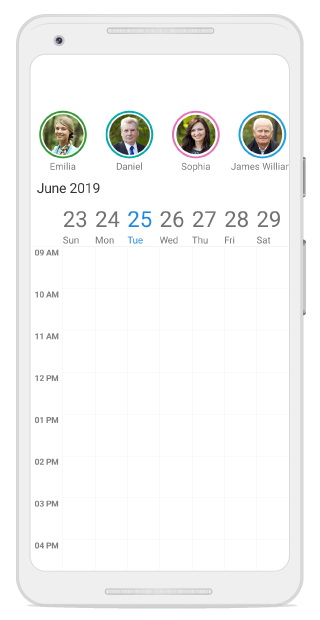 Emilia Daniel Sophia James Willian
June 2019
23 24 25 26 27 28 29
Sun Mon Tue Wed Thu Fri Sat
09 AM
10 AM
11 AM
12 PM
01 PM
02 PM
03 PM
04 PM